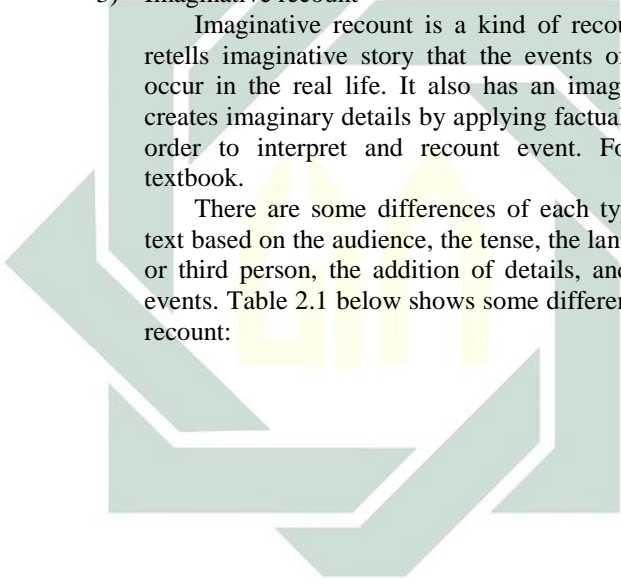 3) Imaginative recount
Imaginative recount is a kind of recou
retells imaginative story that the events o
occur in the real life. It also has an imag
creates imaginary details by applying factual
order to interpret and recount event. Fo
textbook.
There are some differences of each ty
text based on the audience, the tense, the lan
or third person, the addition of details, and
events. Table 2.1 below shows some differe
recount: